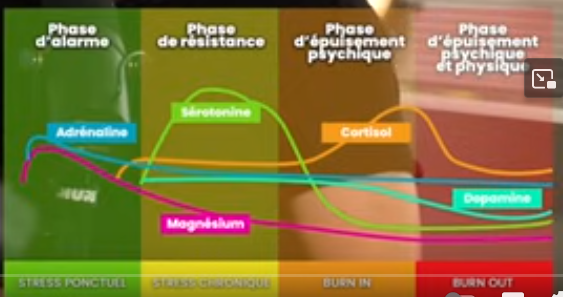 Phase
d'alarme
Phase
de résistance
Phase
d'épuisement
psychique
Phase
d'épuisement
psychique
et physique
Adrénaline
Sérotonine
Cortisol
Dopamine
Magnésium
STRESS PONCTUEL
STRESS CHRONIQUE
BURN IN
BURN OUT